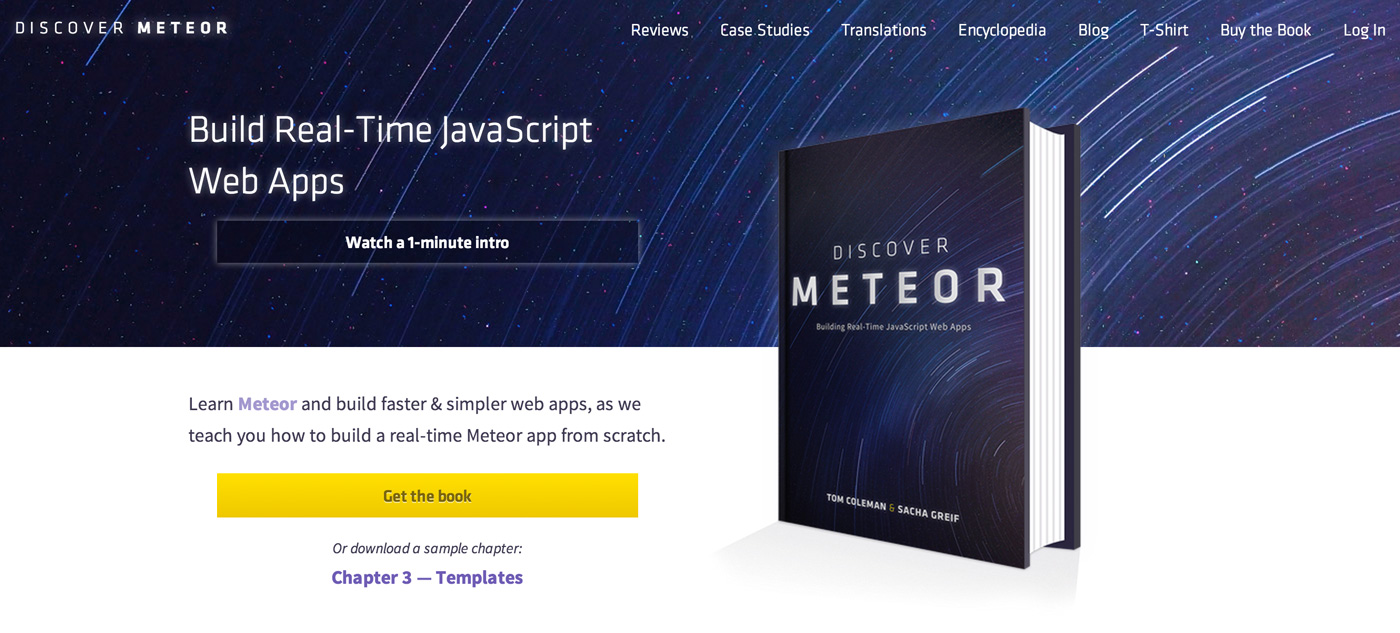 DISCOVER METEOR
Reviews Case Studies Translations Encyclopedia Blog T-Shirt Buy the Book Log In
Build Real-Time JavaScript
Web Apps
Watch a 1-minute intro
DISCOVER
METEOR
Building Real-Time JavaScript Web Apps
TOM COLEMAN & SACHA GREIF
Learn Meteor and build faster & simpler web apps, as we
teach you how to build a real-time Meteor app from scratch.
Get the book
Or download a sample chapter:
Chapter 3 — Templates